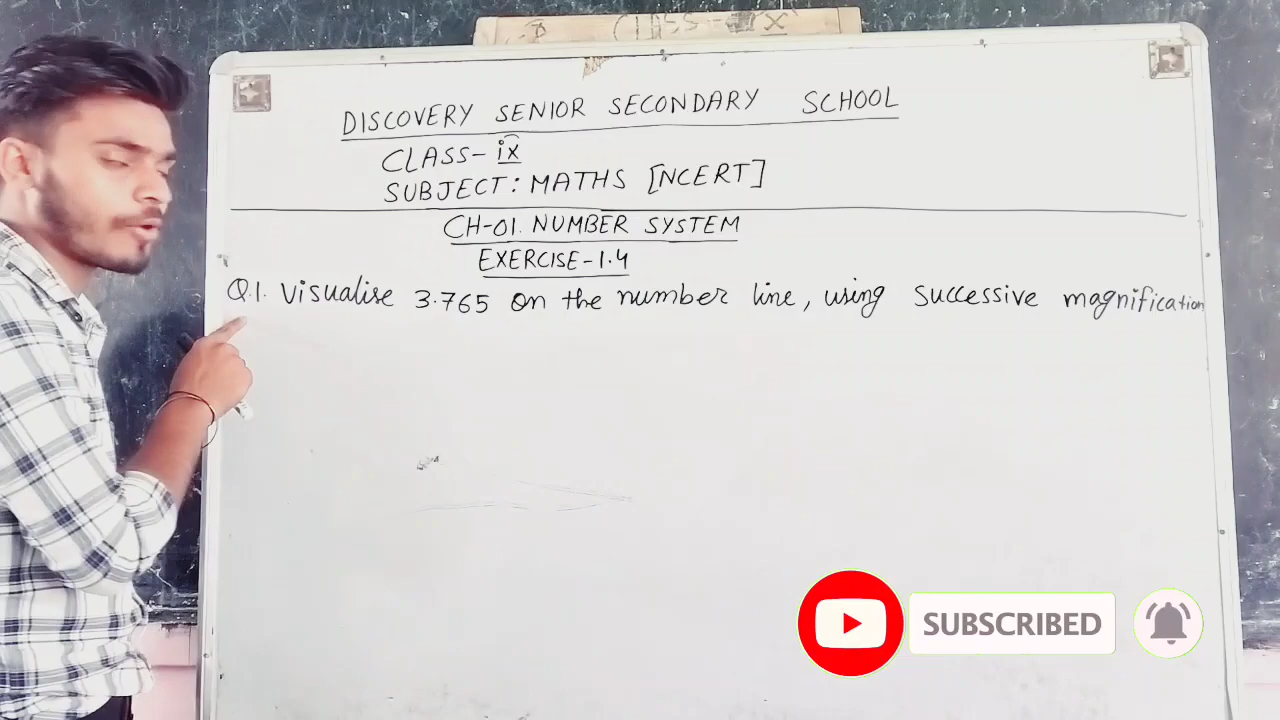 CLASS - IX
DISCOVERY SENIOR SECONDARY SCHOOL
CLASS- ix
SUBJECT: MATHS [NCERT]
CH-01. NUMBER SYSTEM
EXERCISE-1.4
Q.1. Visualise 3.765 on the number line, using successive magnification
SUBSCRIBED